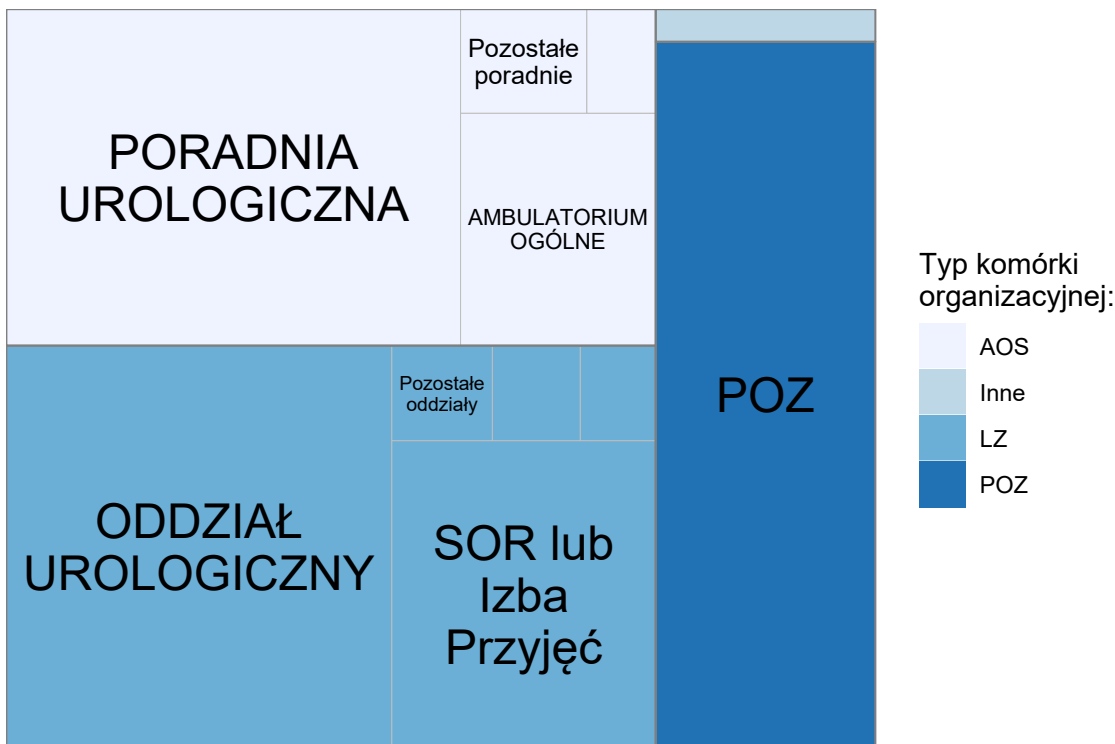 PORADNIA
UROLOGICZNA
Pozostałe
poradnie
AMBULATORIUM
OGÓLNE
ODDZIAŁ
UROLOGICZNY
Pozostałe
oddziały
SOR lub
Izba
Przyjęć
POZ
Typ komórki
organizacyjnej:
AOS
Inne
LZ
POZ